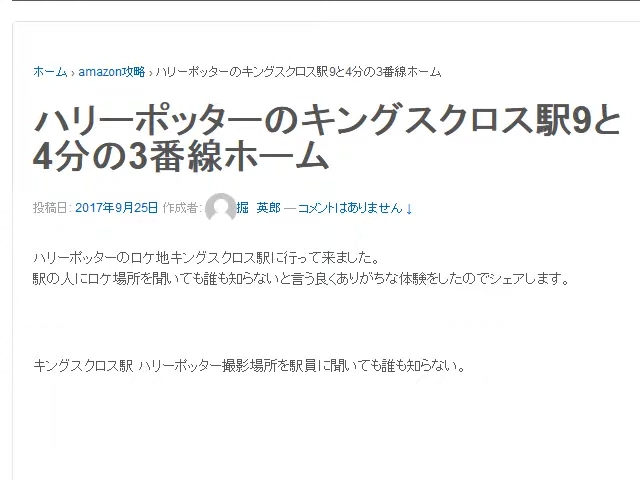 ホーム › amazon攻略 › ハリーポッターのキングスクロス駅9と4分の3番線ホーム
ハリーポッターのキングスクロス駅9と
4分の3番線ホーム
投稿日: 2017年9月25日 作成者: 掘 英郎 — コメントはありません ↓
ハリーポッターのロケ地キングスクロス駅に行って来ました。
駅の人にロケ場所を聞いても誰も知らないと言う良くありがちな体験をしたのでシェアします。
キングスクロス駅 ハリーポッター撮影場所を駅員に聞いても誰も知らない。